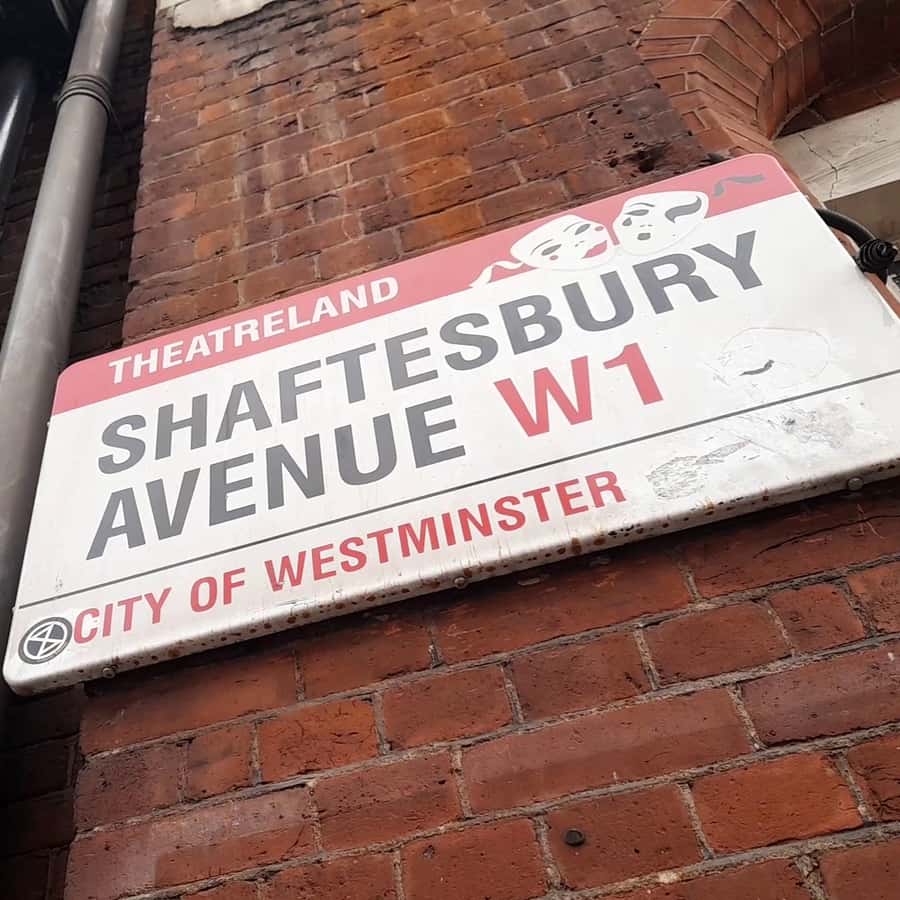 THEATRELAND
SHAFTESBURY
AVENUE W1
CITY OF WESTMINSTER